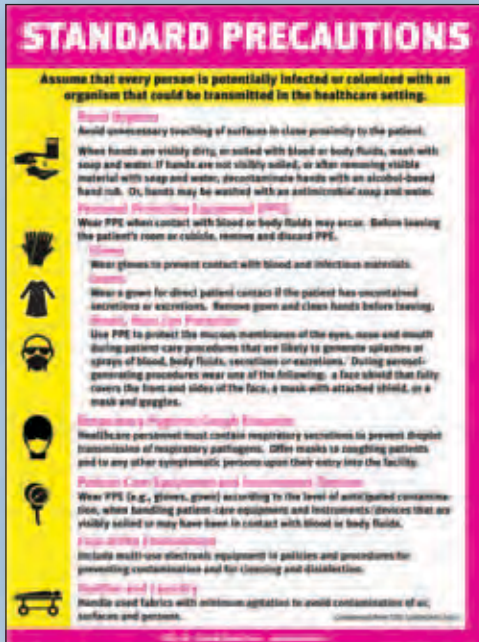 STANDARD PRECAUTIONS
Assume that every person is potentially infected or colonized with an
organism that could be transmitted in the healthcare setting.
Hand Hygiene
Avoid unnecessary touching of surfaces in close proximity to the patient.
When hands are visibly dirty, or soiled with blood or body fluids, wash with
soap and water. If hands are not visibly soiled, or after removing visible
material with soap and water, decontaminate hands with an alcohol-based
hand rub. Or, hands may be washed with an antimicrobial soap and water.
Personal Protective Equipment (PPE)
Wear PPE when contact with blood or body fluids may occur. Before leaving
the patient's room or cubicle, remove and discard PPE.
Gloves
Wear gloves to prevent contact with blood and infectious materials.
Gowns
Wear a gown for direct patient contact if the patient has uncontained
secretions or excretions. Remove gown and clean hands before leaving.
Mouth, Nose, Eye Protection
Use PPE to protect the mucous membranes of the eyes, nose and mouth
during patient-care procedures that are likely to generate splashes or
sprays of blood, body fluids, secretions or excretions. During aerosol-
generating procedures wear one of the following: a face shield that fully
covers the front and sides of the face, a mask with attached shield, or a
mask and goggles.
Respiratory Hygiene/Cough Etiquette
Healthcare personnel must contain respiratory secretions to prevent droplet
transmission of respiratory pathogens. Offer masks to coughing patients
and to any other symptomatic persons upon their entry into the facility.
Patient-Care Equipment and Instruments/Devices
Wear PPE (e.g., gloves, gown) according to the level of anticipated contamina-
tion, when handling patient-care equipment and instruments/devices that are
visibly soiled or may have been in contact with blood or body fluids.
Care of the Environment
Include multi-use electronic equipment in policies and procedures for
preventing contamination and for cleaning and disinfection.
Textiles and Laundry
Handle used fabrics with minimum agitation to avoid contamination of air,
surfaces and persons.